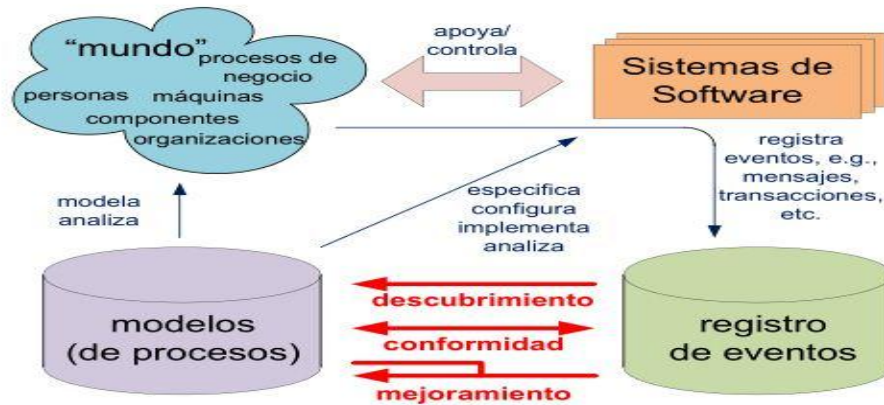 “mundo”
procesos de
negocio
personas máquinas
componentes
organizaciones
apoya/
controla
Sistemas de
Software
modela
analiza
especifica
configura
implementa
analiza
registra
eventos, e.g.,
mensajes,
transacciones,
etc.
modelos
(de procesos)
descubrimiento
conformidad
mejoramiento
registro
de eventos